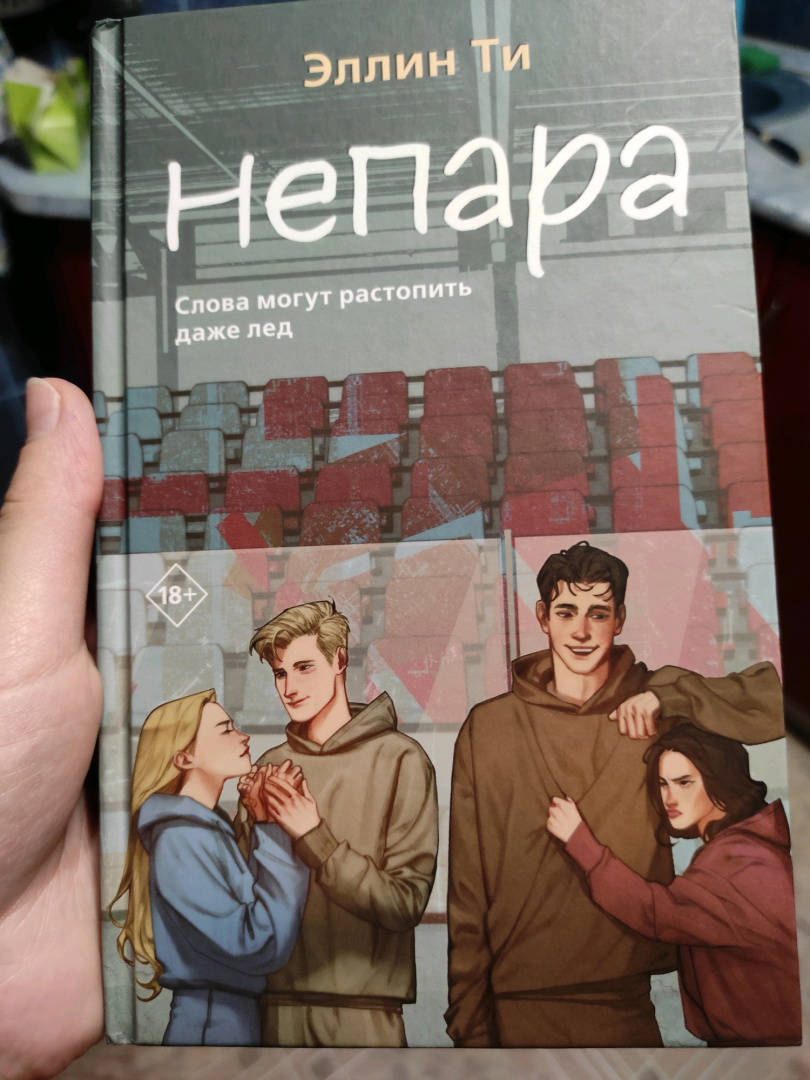 Эллин Ти
непара
Слова могут растопить
даже лед
18+